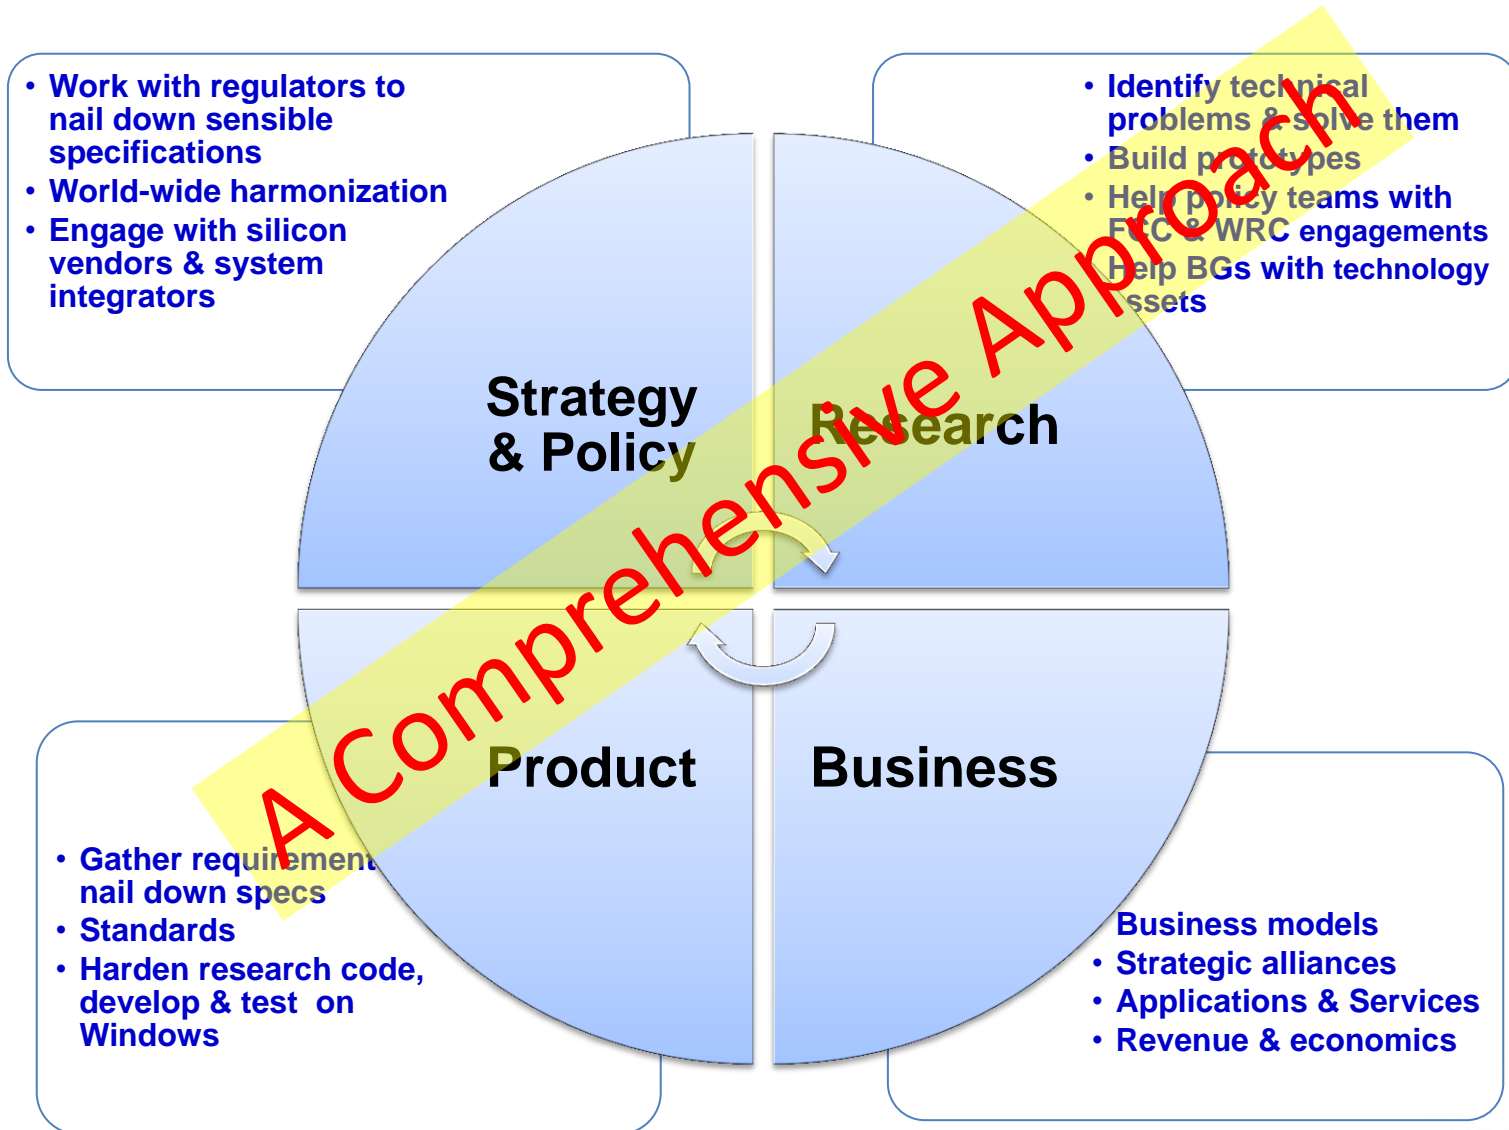 • Work with regulators to
nail down sensible
specifications
• World-wide harmonization
• Engage with silicon
vendors & system
integrators
• Identify technical
problems & solve them
• Build prototypes
• Help policy teams with
FCC & WRC engagements
Help BGs with technology
ssets
Strategy
& Policy
Research
A Comprehensive Approach
Product
Business
• Gather requirement
nail down specs
• Standards
• Harden research code,
develop & test on
Windows
Business models
• Strategic alliances
• Applications & Services
• Revenue & economics